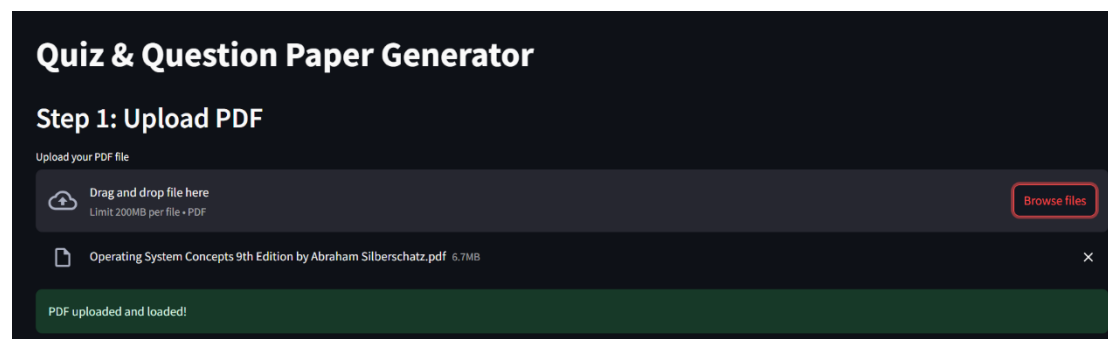 Quiz & Question Paper Generator
Step 1: Upload PDF
Upload your PDF file
Drag and drop file here
Limit 200MB per file • PDF
Browse files
Operating System Concepts 9th Edition by Abraham Silberschatz.pdf 6.7MB
PDF uploaded and loaded!